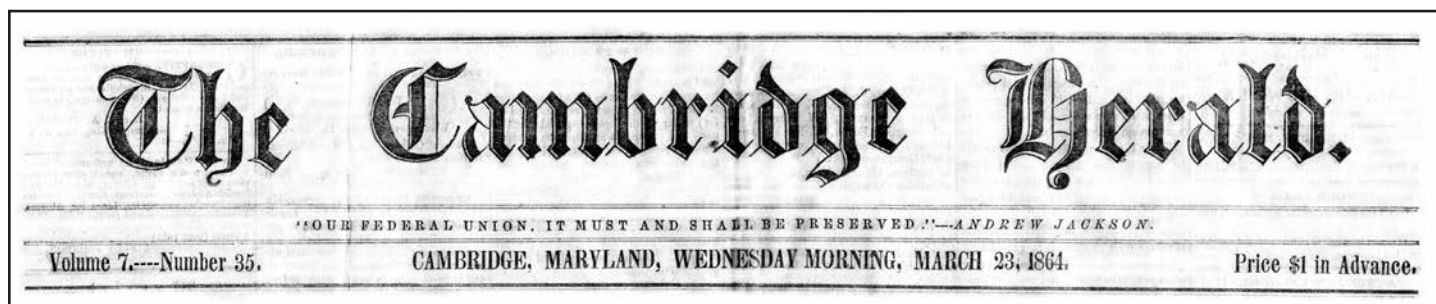 The Cambridge Herald.
"OUR FEDERAL UNION, IT MUST AND SHALL BE PRESERVED."—ANDREW JACKSON.
Volume 7.----Number 35. CAMBRIDGE, MARYLAND, WEDNESDAY MORNING, MARCH 23, 1864. Price $1 in Advance.